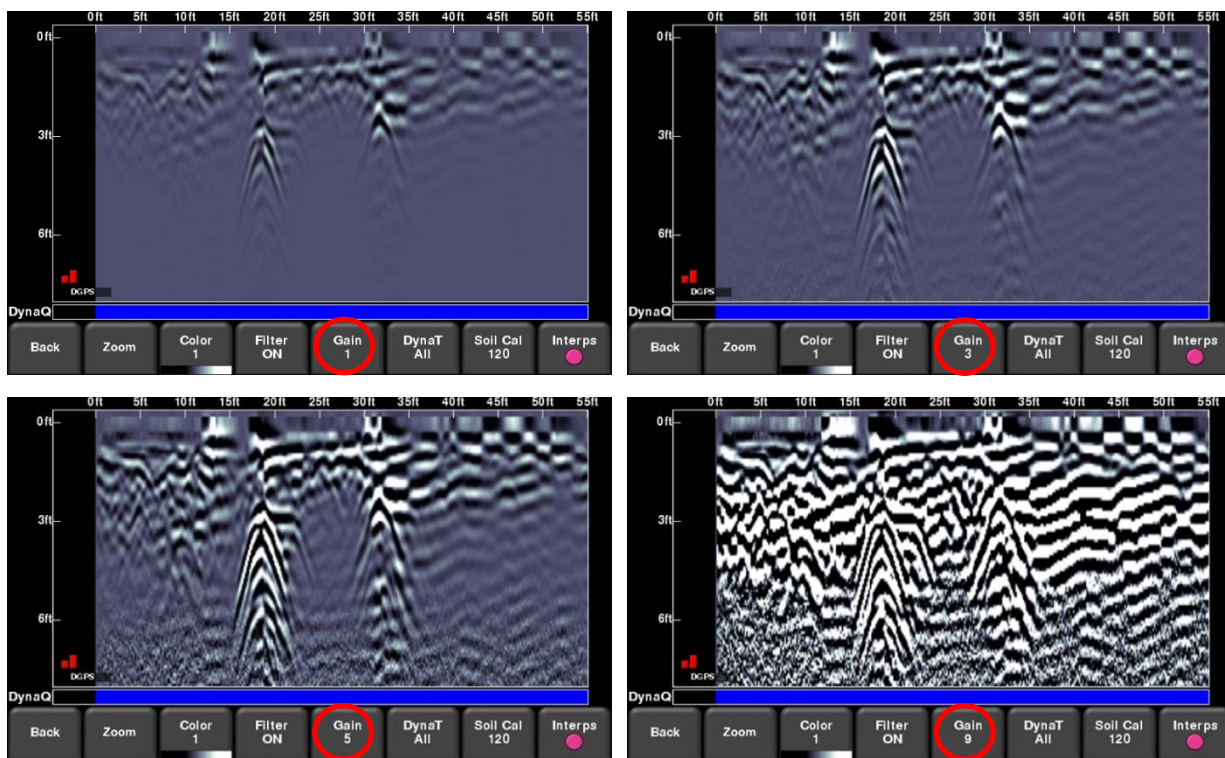 0ft 5ft 10ft 15ft 20ft 25ft 30ft 35ft 40ft 45ft 50ft 55ft
0ft
3ft
6ft
DGPS
DynaQ
Back Zoom Color 1 Filter ON Gain 1 DynaT All Soil Cal 120 Interps
0ft 5ft 10ft 15ft 20ft 25ft 30ft 35ft 40ft 45ft 50ft 55ft
0ft
3ft
6ft
DGPS
DynaQ
Back Zoom Color 1 Filter ON Gain 3 DynaT All Soil Cal 120 Interps
0ft 5ft 10ft 15ft 20ft 25ft 30ft 35ft 40ft 45ft 50ft 55ft
0ft
3ft
6ft
DGPS
DynaQ
Back Zoom Color 1 Filter ON Gain 5 DynaT All Soil Cal 120 Interps
0ft 5ft 10ft 15ft 20ft 25ft 30ft 35ft 40ft 45ft 50ft 55ft
0ft
3ft
6ft
DGPS
DynaQ
Back Zoom Color 1 Filter ON Gain 9 DynaT All Soil Cal 120 Interps